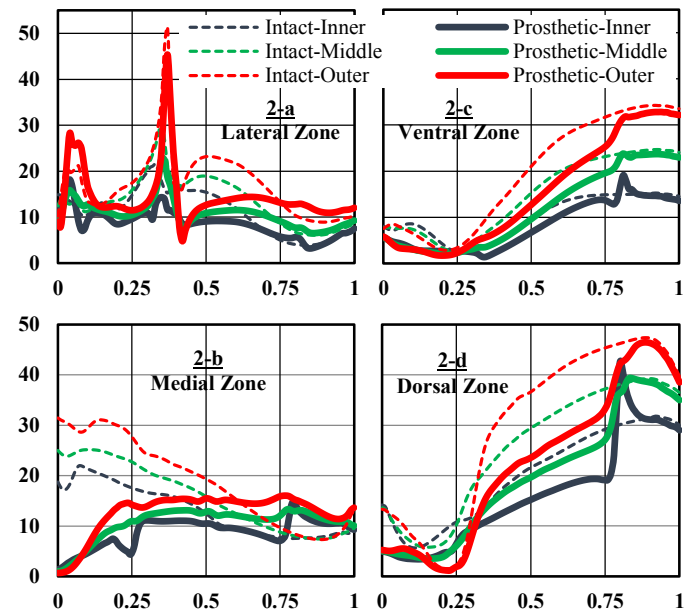 Intact-Inner
Intact-Middle
Intact-Outer
Prosthetic-Inner
Prosthetic-Middle
Prosthetic-Outer
50
40
30
20
10
0
2-a
Lateral Zone
0 0.25 0.5 0.75 1
2-c
Ventral Zone
0 0.25 0.5 0.75 1
50
40
30
20
10
0
2-b
Medial Zone
0 0.25 0.5 0.75 1
2-d
Dorsal Zone
0 0.25 0.5 0.75 1